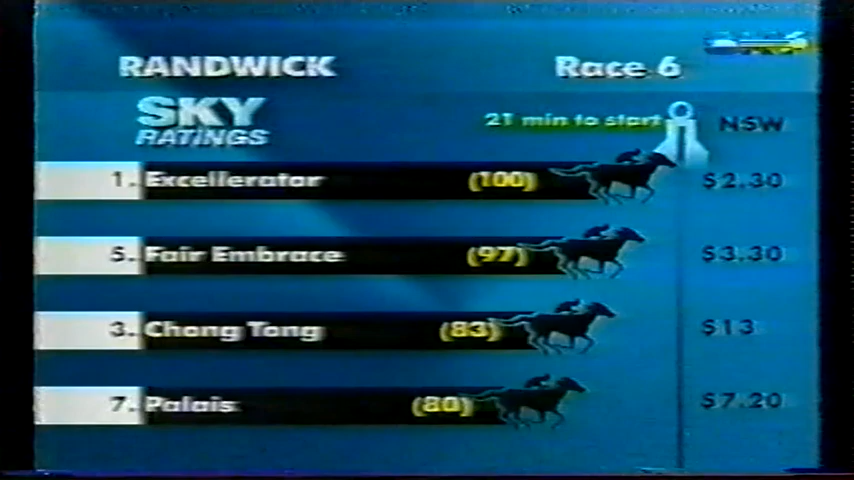 RANDWICK Race 6
SKY
RATINGS
21 min to start NSW
1. Excellerator (100) $2.30
5. Fair Embrace (97) $3.30
3. Chong Tong (83) $13
7. Palais (80) $7.20